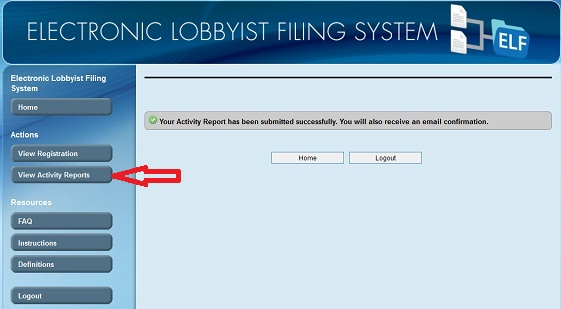 ELECTRONIC LOBBYIST FILING SYSTEM
ELF
Electronic Lobbyist Filing
System
Home
Actions
View Registration
View Activity Reports
Resources
FAQ
Instructions
Definitions
Logout
Your Activity Report has been submitted successfully. You will also receive an email confirmation.
Home
Logout